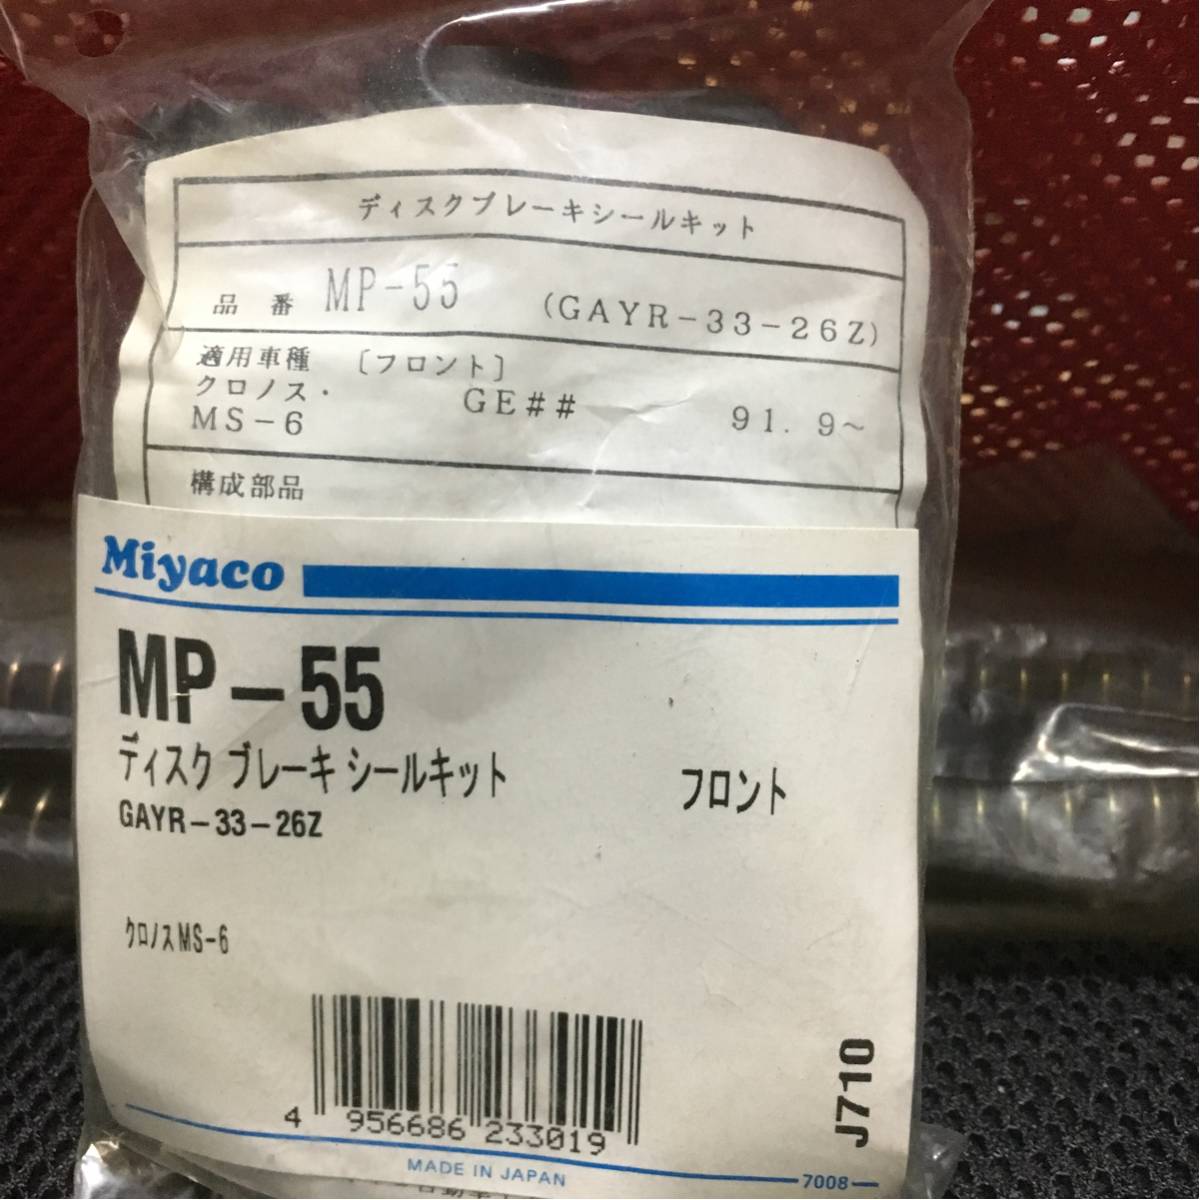 ディスクブレーキシールキット
品 番 MP-55 (GAYR-33-26Z)
適用車種 〔フロント〕
クロノス・ GE## 91. 9~
MS-6
構成部品
Miyaco
MP-55
ディスク ブレーキ シールキット フロント
GAYR-33-26Z
クロノスMS-6
J710
4 956686 233019
MADE IN JAPAN
7008